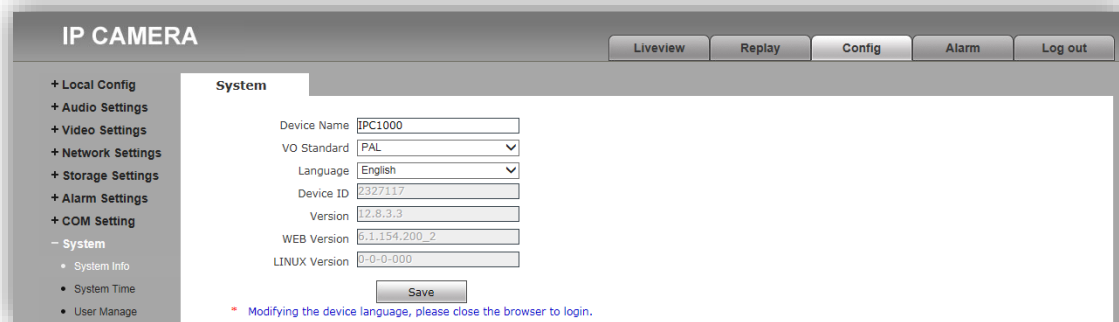 IP CAMERA
Liveview Replay Config Alarm Log out
+ Local Config
+ Audio Settings
+ Video Settings
+ Network Settings
+ Storage Settings
+ Alarm Settings
+ COM Setting
− System
• System Info
• System Time
• User Manage
System
Device Name IPC1000
VO Standard PAL
Language English
Device ID 2327117
Version 12.8.3.3
WEB Version 6.1.154.200_2
LINUX Version 0-0-0-000
Save
* Modifying the device language, please close the browser to login.